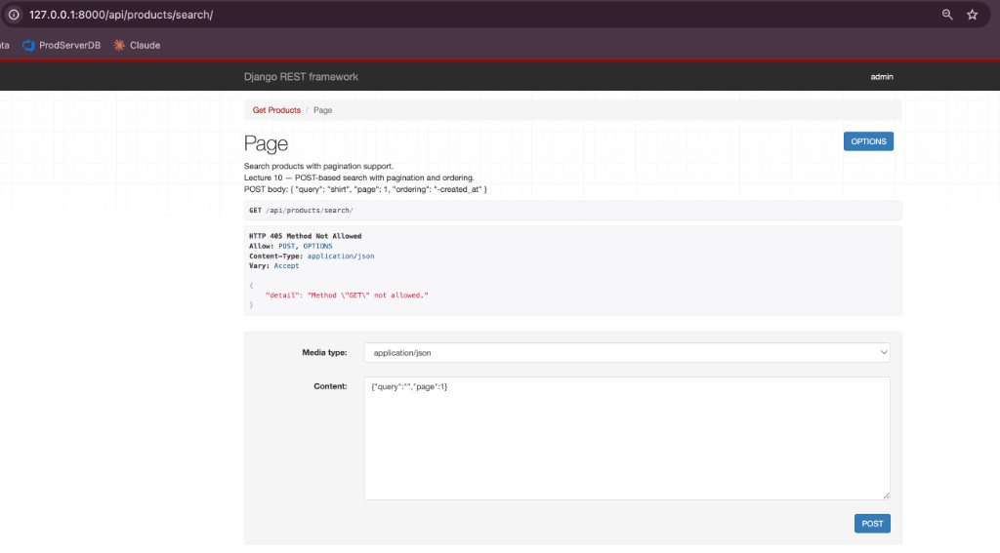 127.0.0.1:8000/api/products/search/
ta ProdServerDB Claude
Django REST framework admin
Get Products / Page
Page OPTIONS
Search products with pagination support.
Lecture 10 — POST-based search with pagination and ordering.
POST body: { "query": "shirt", "page": 1, "ordering": "-created_at" }
GET /api/products/search/
HTTP 405 Method Not Allowed
Allow: POST, OPTIONS
Content-Type: application/json
Vary: Accept
{
"detail": "Method \"GET\" not allowed."
}
Media type: application/json
Content: {"query":"","page":1}
POST